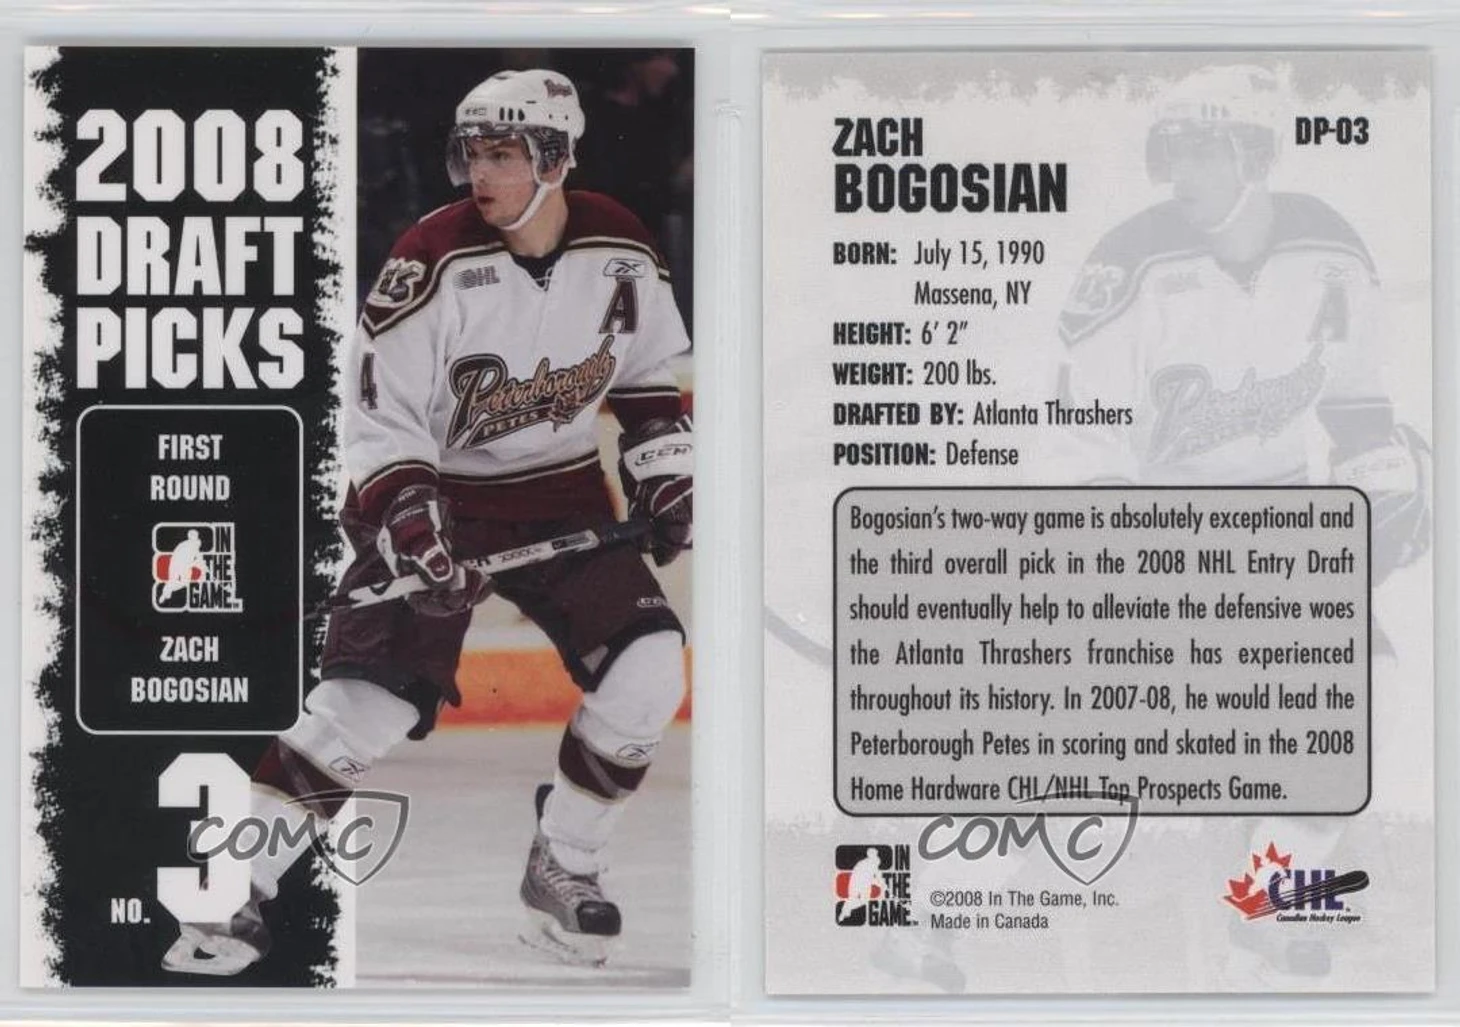 2008
DRAFT
PICKS
FIRST
ROUND
IN
THE
GAME
ZACH
BOGOSIAN
NO. 3
OHL
A
4
Peterborough
PETES
CCM
COMC
ZACH
BOGOSIAN
DP-03
BORN: July 15, 1990
Massena, NY
HEIGHT: 6' 2"
WEIGHT: 200 lbs.
DRAFTED BY: Atlanta Thrashers
POSITION: Defense
Bogosian's two-way game is absolutely exceptional and
the third overall pick in the 2008 NHL Entry Draft
should eventually help to alleviate the defensive woes
the Atlanta Thrashers franchise has experienced
throughout its history. In 2007-08, he would lead the
Peterborough Petes in scoring and skated in the 2008
Home Hardware CHL/NHL Top Prospects Game.
COMC
IN
THE
GAME
©2008 In The Game, Inc.
Made in Canada
CHL
Canadian Hockey League